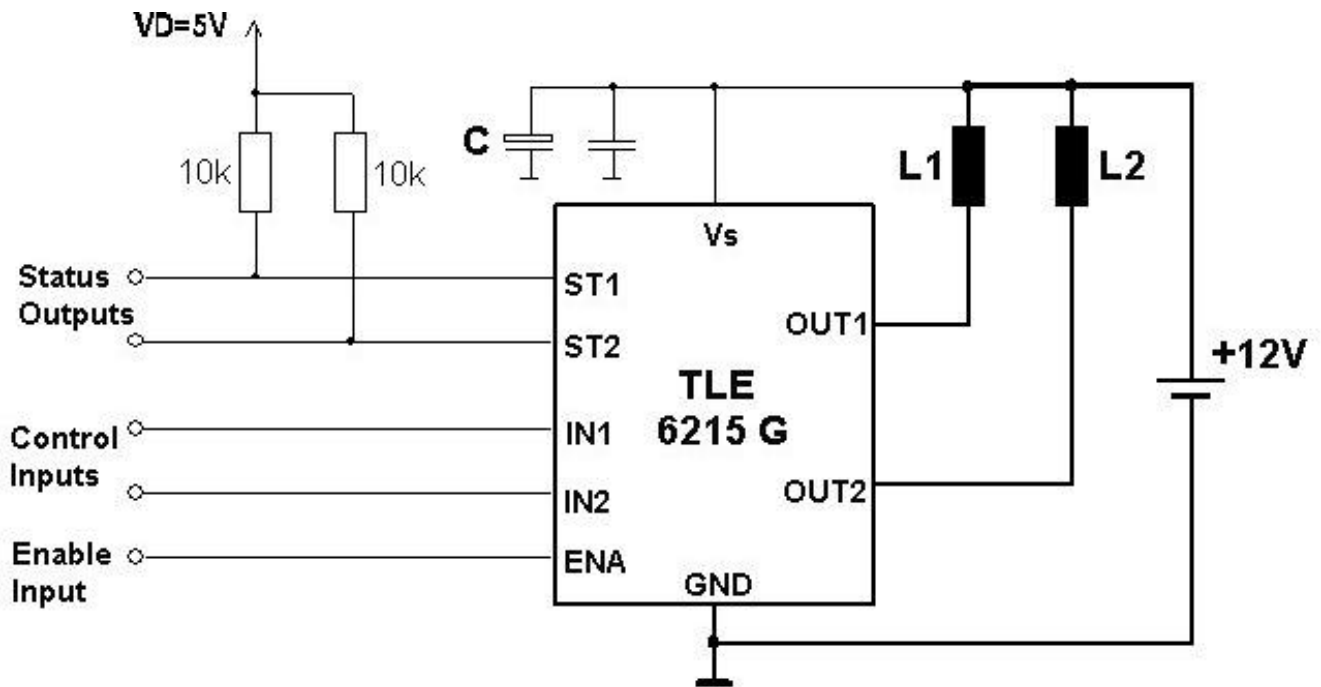 VD=5V
10k
10k
C
L1
L2
Vs
Status
Outputs
ST1
ST2
OUT1
TLE
6215 G
+12V
Control
Inputs
IN1
IN2
OUT2
Enable
Input
ENA
GND